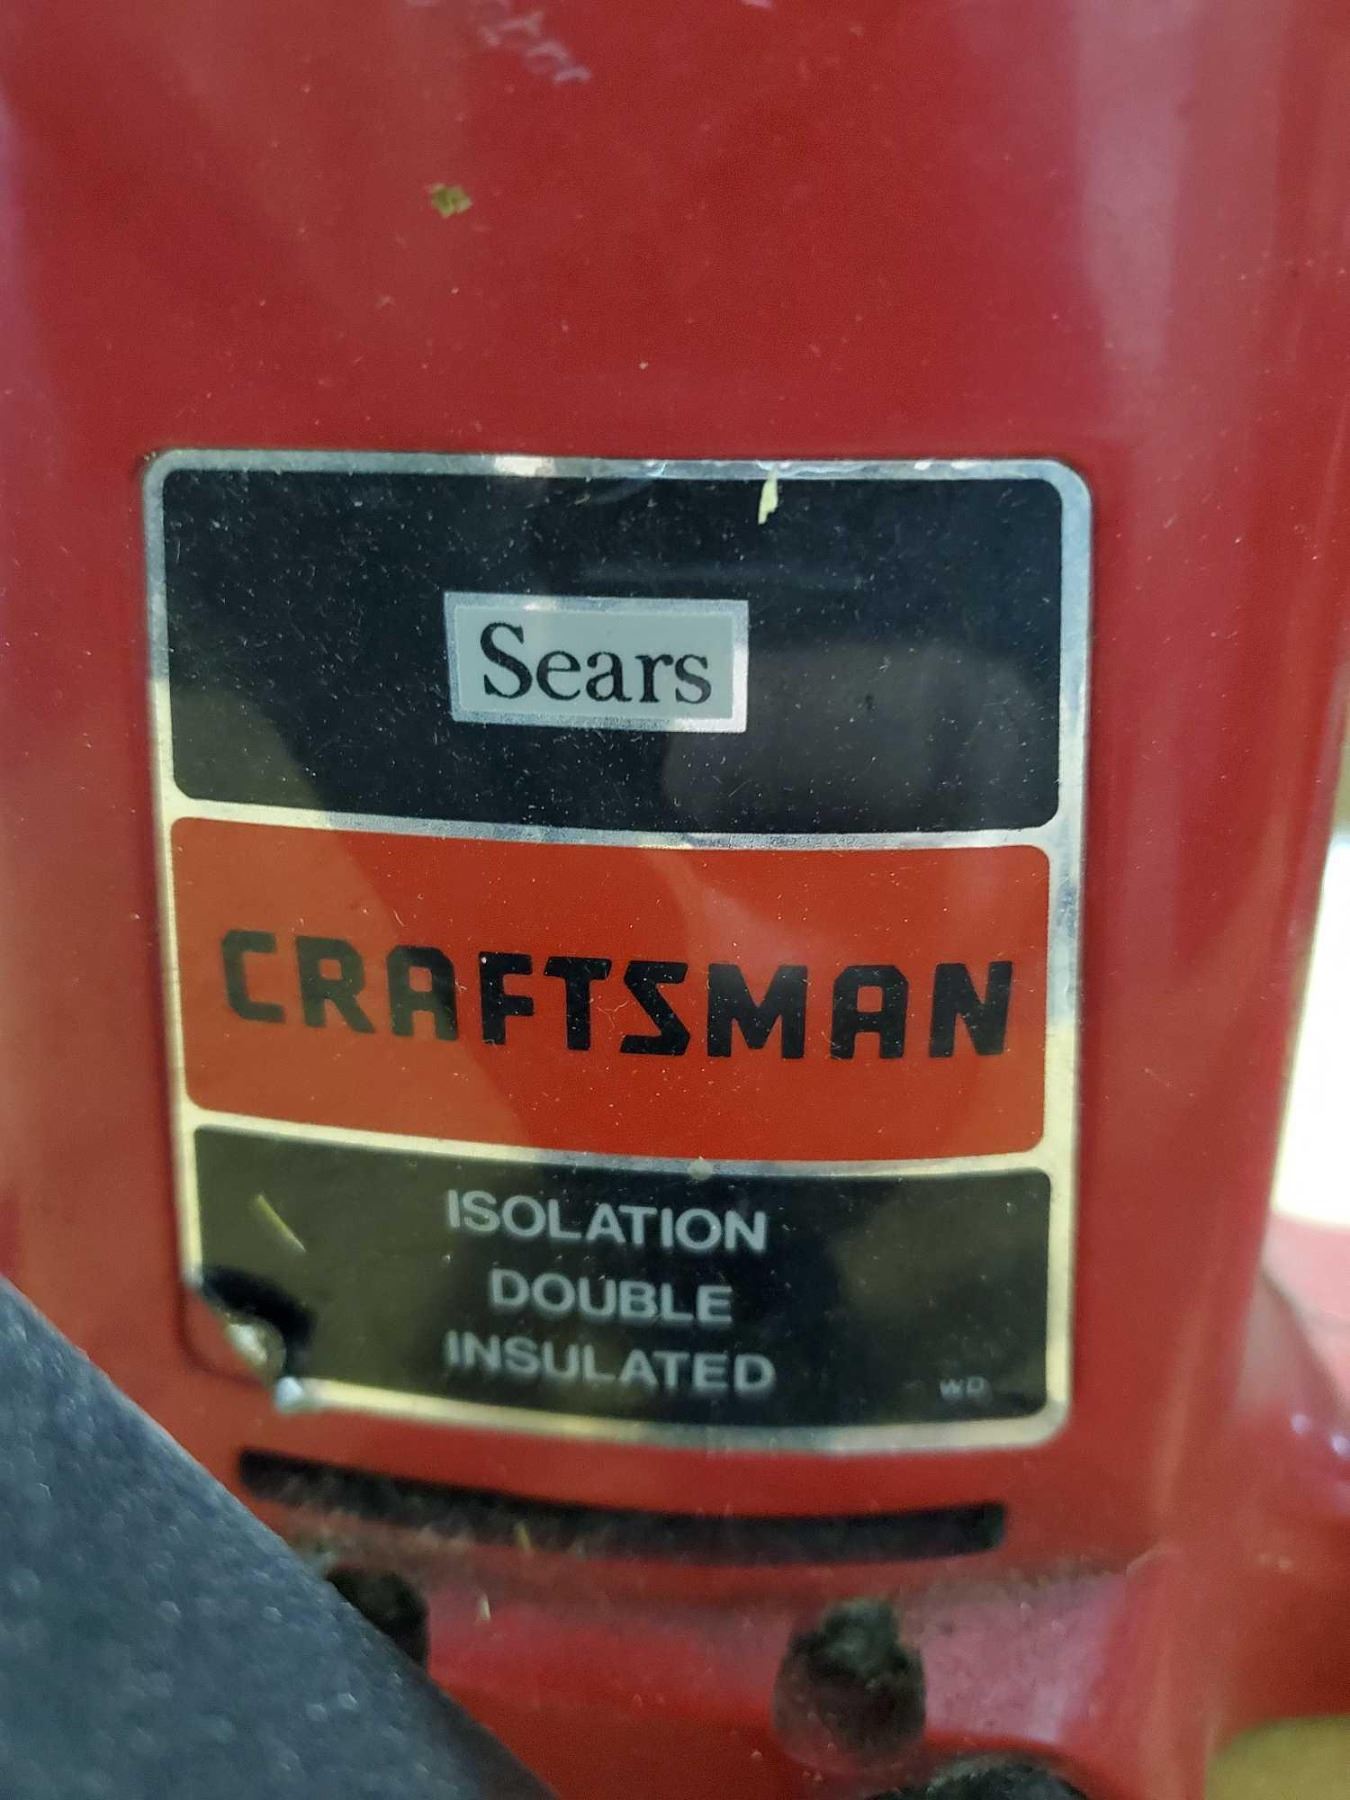 Sears
CRAFTSMAN
ISOLATION
DOUBLE
INSULATED